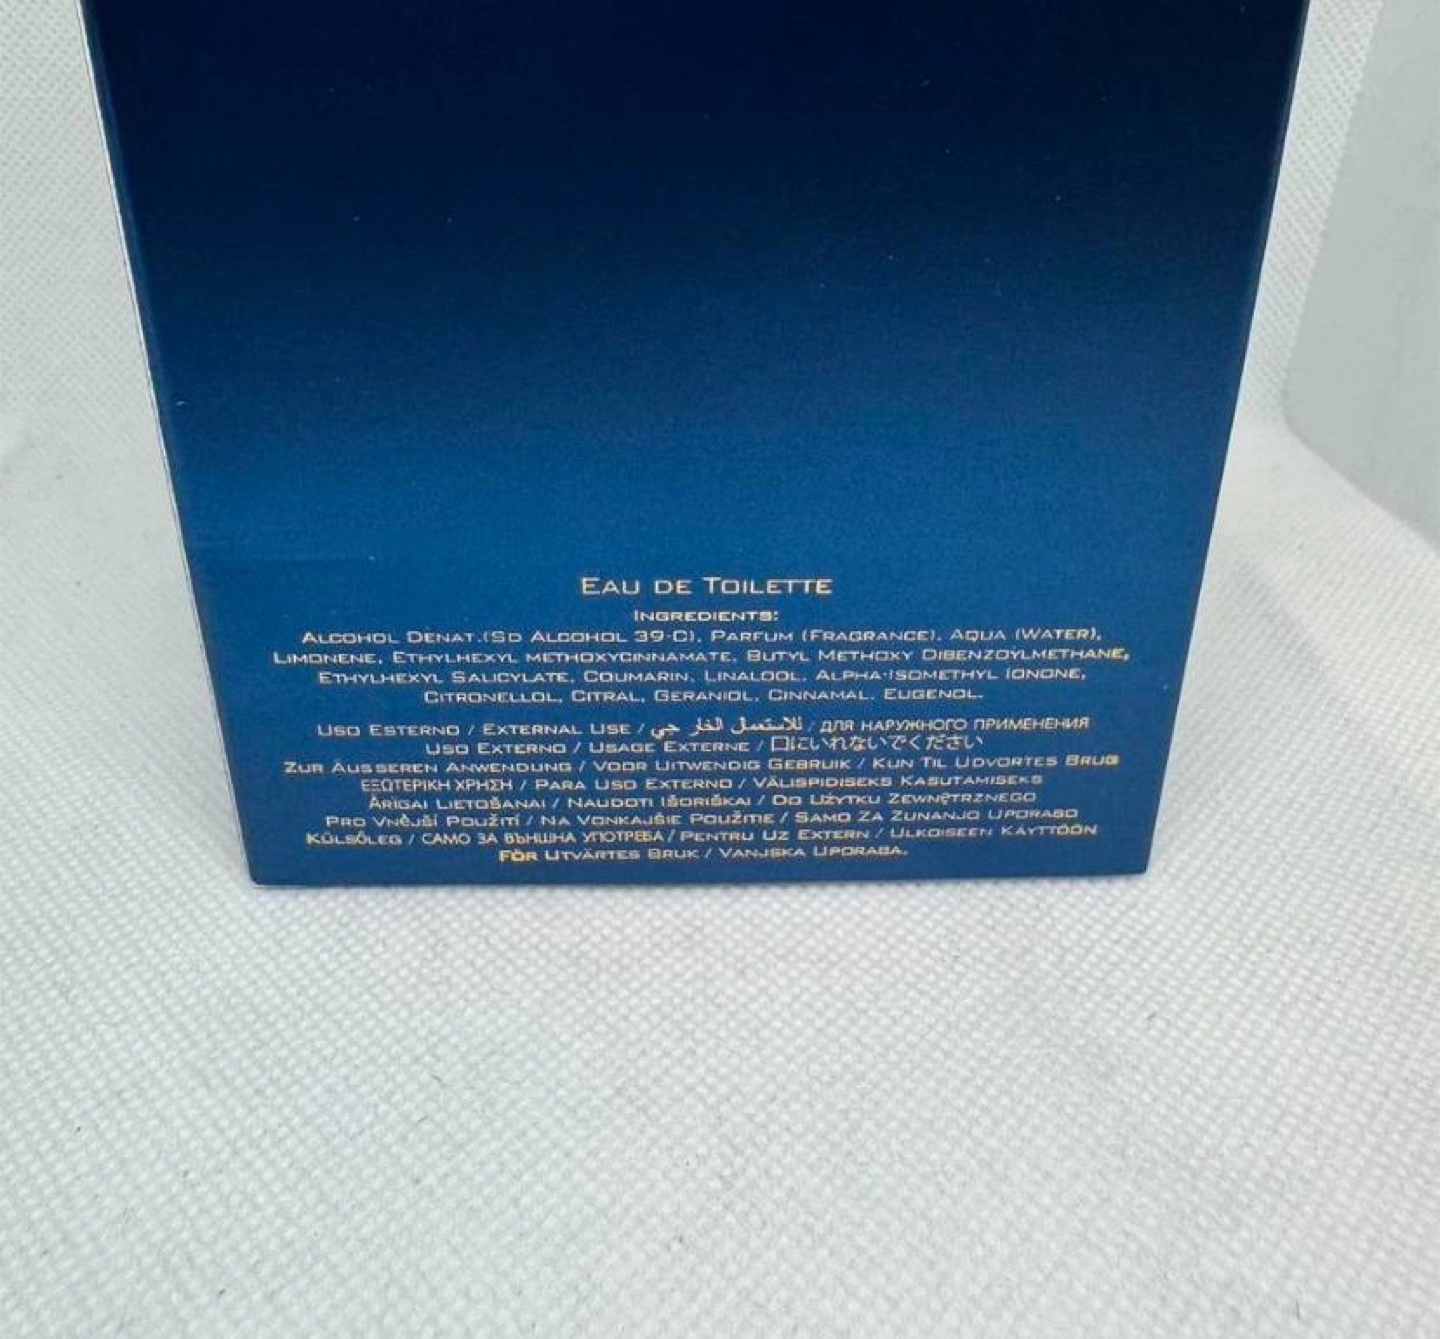 EAU DE TOILETTE
INGREDIENTS:
ALCOHOL DENAT.(SD ALCOHOL 39-C), PARFUM (FRAGRANCE), AQUA (WATER),
LIMONENE, ETHYLHEXYL METHOXYCINNAMATE, BUTYL METHOXY DIBENZOYLMETHANE,
ETHYLHEXYL SALICYLATE, COUMARIN, LINALOOL, ALPHA-ISOMETHYL IONONE,
CITRONELLOL, CITRAL, GERANIOL, CINNAMAL, EUGENOL.
USO ESTERNO / EXTERNAL USE / للاستعمال الخارجي / ДЛЯ НАРУЖНОГО ПРИМЕНЕНИЯ
USO EXTERNO / USAGE EXTERNE / 口にいれないでください
ZUR ÄUSSEREN ANWENDUNG / VOOR UITWENDIG GEBRUIK / KUN TIL UDVORTES BRUG
ΕΞΩΤΕΡΙΚΗ ΧΡΗΣΗ / PARA USO EXTERNO / VÄLISPIDISEKS KASUTAMISEKS
ĀRĪGAI LIETOŠANAI / NAUDOTI IŠORIŠKAI / DO UŻYTKU ZEWNĘTRZNEGO
PRO VNĚJŠÍ POUŽITÍ / NA VONKAJŠIE POUŽITIE / SAMO ZA ZUNANJO UPORABO
KÜLSŐLEG / САМО ЗА ВЪНШНА УПОТРЕБА / PENTRU UZ EXTERN / ULKOISEEN KÄYTTÖÖN
FÖR UTVÄRTES BRUK / VANJSKA UPORABA.